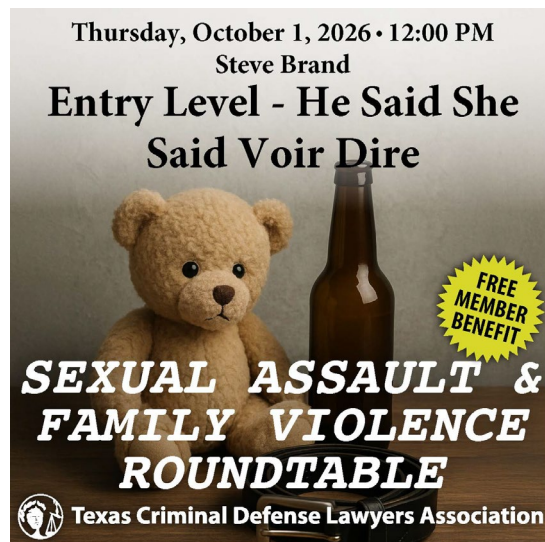 Thursday, October 1, 2026 • 12:00 PM
Steve Brand
Entry Level - He Said She
Said Voir Dire
FREE
MEMBER
BENEFIT
SEXUAL ASSAULT &
FAMILY VIOLENCE
ROUNDTABLE
Texas Criminal Defense Lawyers Association